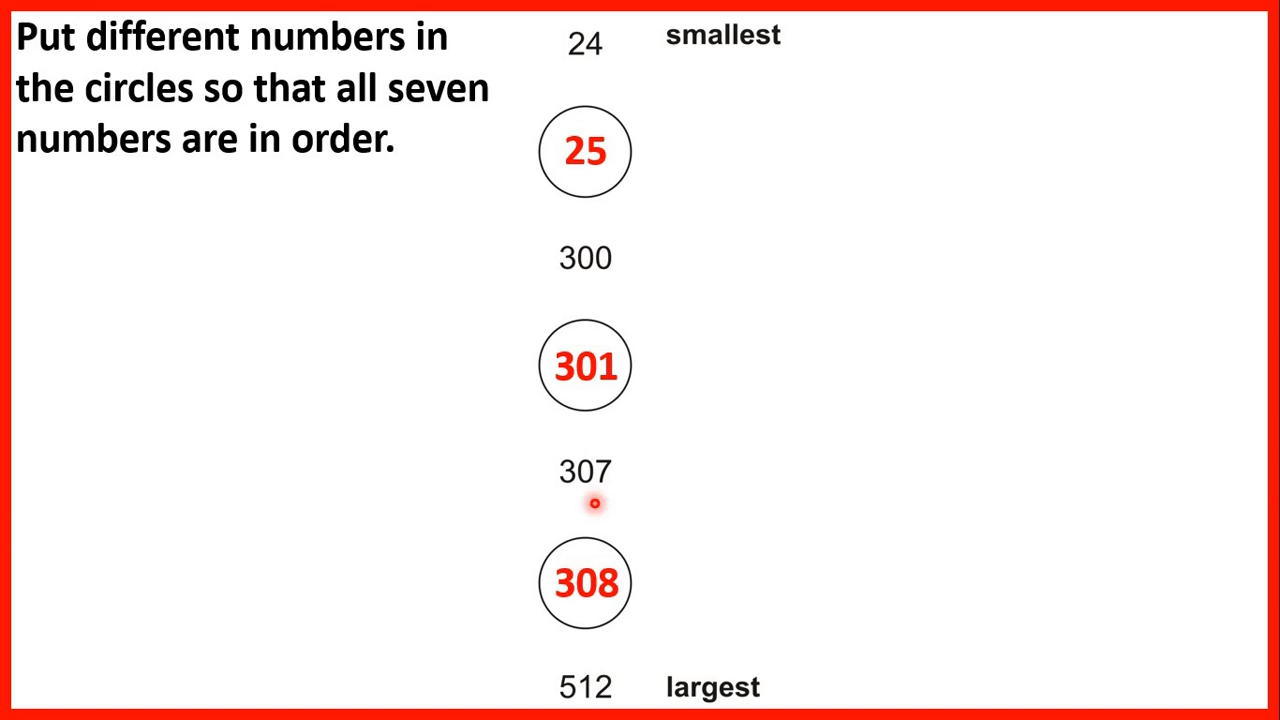 Put different numbers in
the circles so that all seven
numbers are in order.
24 smallest
25
300
301
307
308
512 largest